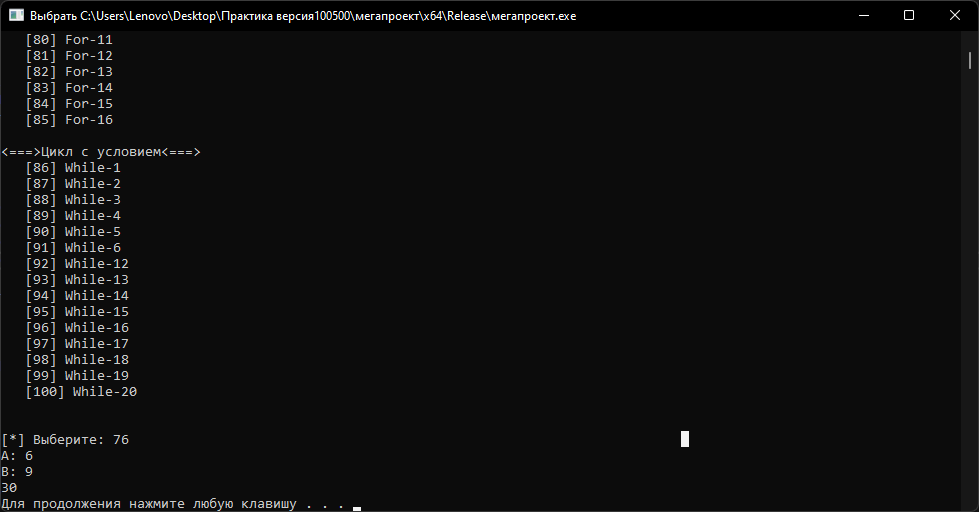 Выбрать C:\Users\Lenovo\Desktop\Практика версия100500\мегапроект\x64\Release\мегапроект.exe
[80] For-11
[81] For-12
[82] For-13
[83] For-14
[84] For-15
[85] For-16
<===>Цикл с условием<===>
[86] While-1
[87] While-2
[88] While-3
[89] While-4
[90] While-5
[91] While-6
[92] While-12
[93] While-13
[94] While-14
[95] While-15
[96] While-16
[97] While-17
[98] While-18
[99] While-19
[100] While-20
[*] Выберите: 76
A: 6
B: 9
30
Для продолжения нажмите любую клавишу . . .